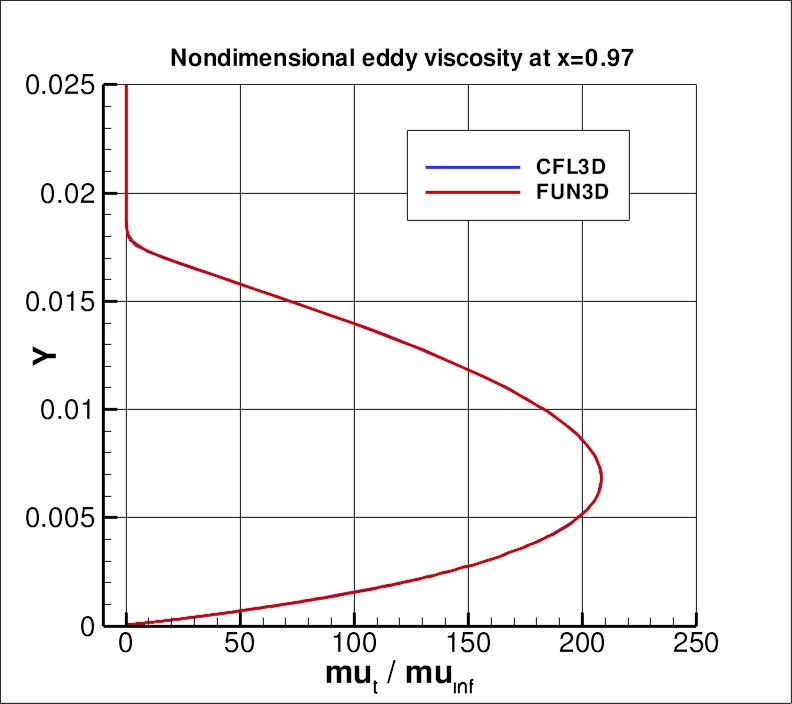 Nondimensional eddy viscosity at x=0.97
0.025
CFL3D
FUN3D
0.02
0.015
Y
0.01
0.005
0
0 50 100 150 200 250
mu_t / mu_inf